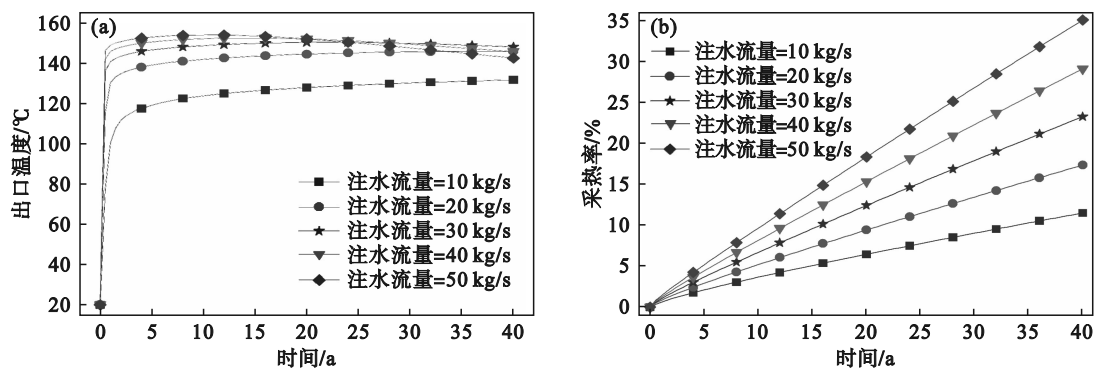 (a)
出口温度/℃
160
140
120
100
80
60
40
20
注水流量=10 kg/s
注水流量=20 kg/s
注水流量=30 kg/s
注水流量=40 kg/s
注水流量=50 kg/s
0 5 10 15 20 25 30 35 40
时间/a
(b)
采热率/%
35
30
25
20
15
10
5
0
注水流量=10 kg/s
注水流量=20 kg/s
注水流量=30 kg/s
注水流量=40 kg/s
注水流量=50 kg/s
0 5 10 15 20 25 30 35 40
时间/a